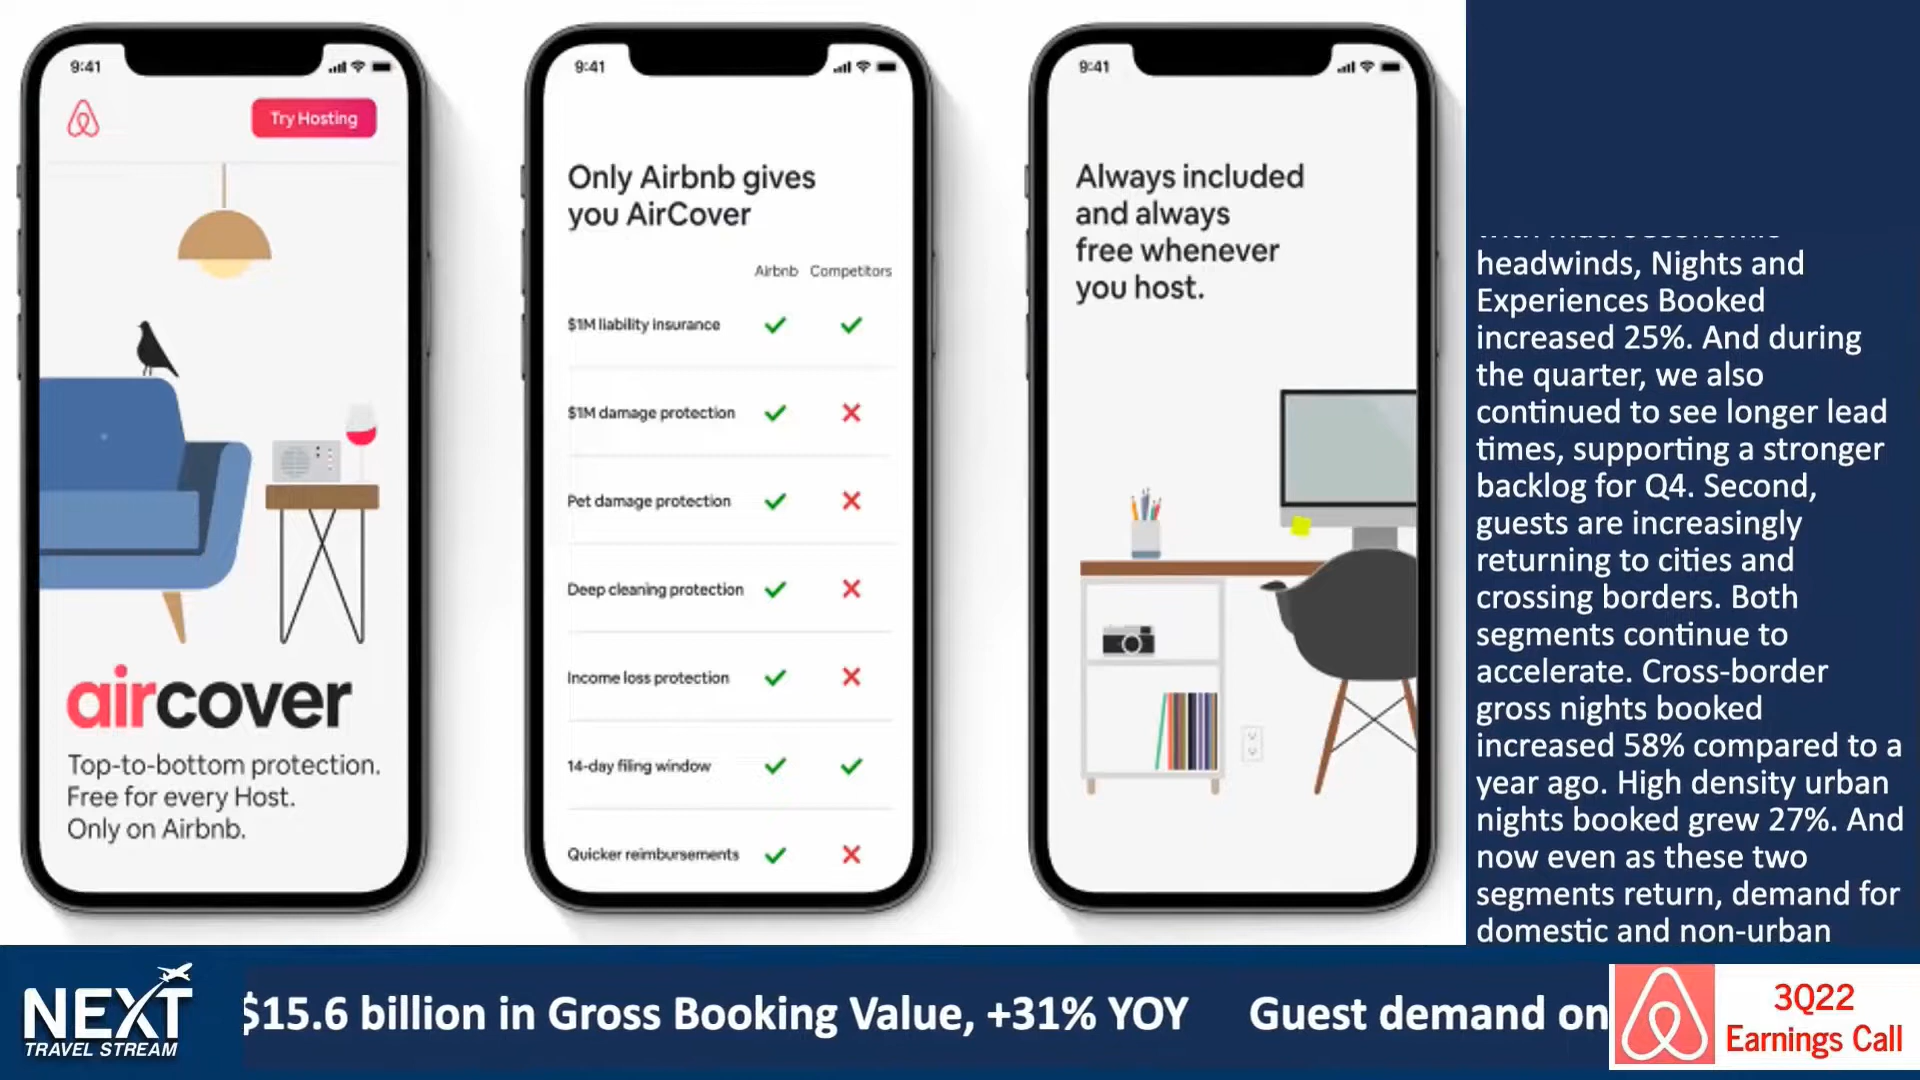 9:41
Try Hosting
aircover
Top-to-bottom protection.
Free for every Host.
Only on Airbnb.
9:41
Only Airbnb gives
you AirCover
Airbnb Competitors
$1M liability insurance
$1M damage protection
Pet damage protection
Deep cleaning protection
Income loss protection
14-day filing window
Quicker reimbursements
9:41
Always included
and always
free whenever
you host.
headwinds, Nights and
Experiences Booked
increased 25%. And during
the quarter, we also
continued to see longer lead
times, supporting a stronger
backlog for Q4. Second,
guests are increasingly
returning to cities and
crossing borders. Both
segments continue to
accelerate. Cross-border
gross nights booked
increased 58% compared to a
year ago. High density urban
nights booked grew 27%. And
now even as these two
segments return, demand for
domestic and non-urban
NEXT
TRAVEL STREAM
$15.6 billion in Gross Booking Value, +31% YOY Guest demand on
3Q22
Earnings Call